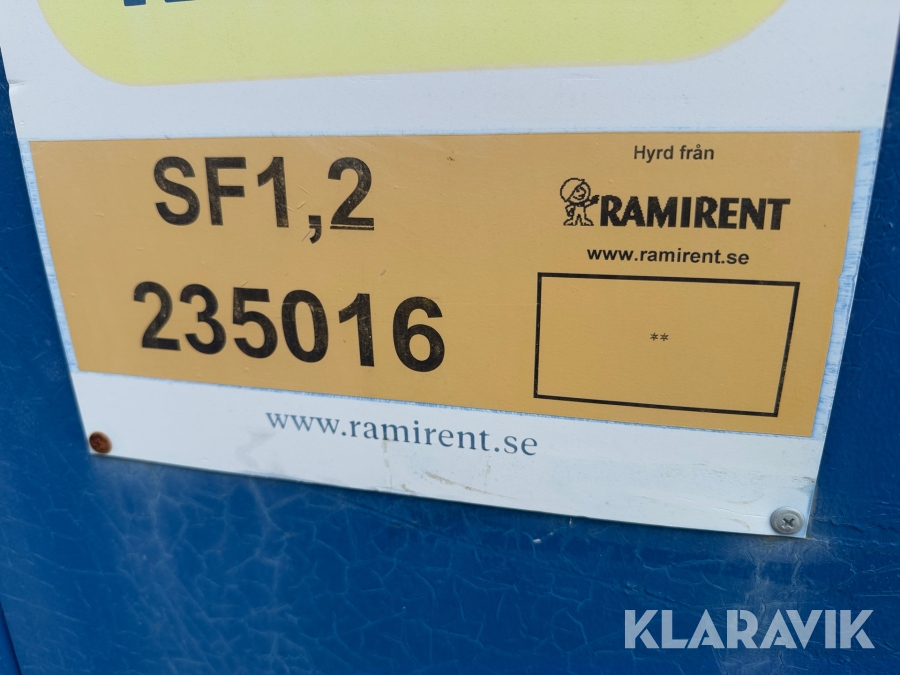 SF1,2
235016
Hyrd från
RAMIRENT
www.ramirent.se
**
www.ramirent.se
KLARAVIK